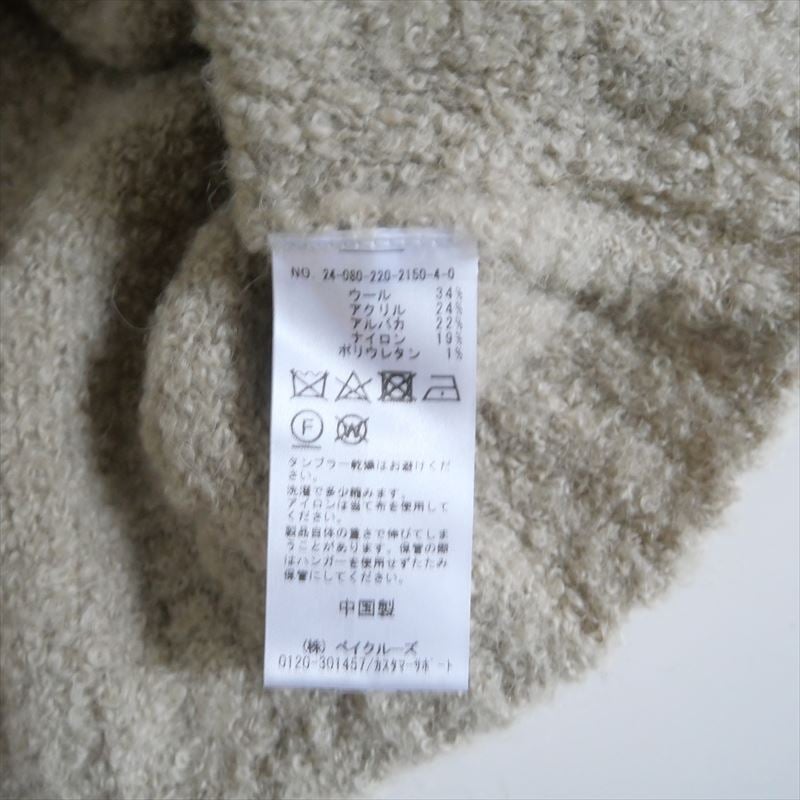 NO. 24-080-220-2150-4-0
ウール 34%
アクリル 24%
アルパカ 22%
ナイロン 19%
ポリウレタン 1%
F W
タンブラー乾燥はお避けくだ
さい。
洗濯で多少縮みます。
アイロンは当て布を使用して
ください。
製品自体の重さで伸びてしま
うことがあります。保管の際
はハンガーを使用せずたたみ
保管にしてください。
中国製
(株) ベイクルーズ
0120-301457/カスタマーサポート